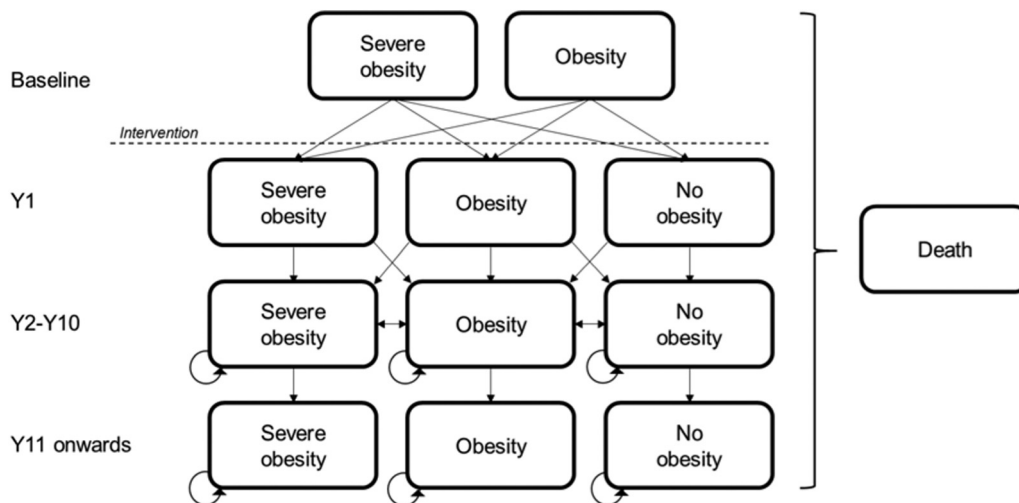 Severe
obesity
Obesity
Baseline
Intervention
Y1
Severe
obesity
Obesity
No
obesity
Death
Y2-Y10
Severe
obesity
Obesity
No
obesity
Y11 onwards
Severe
obesity
Obesity
No
obesity